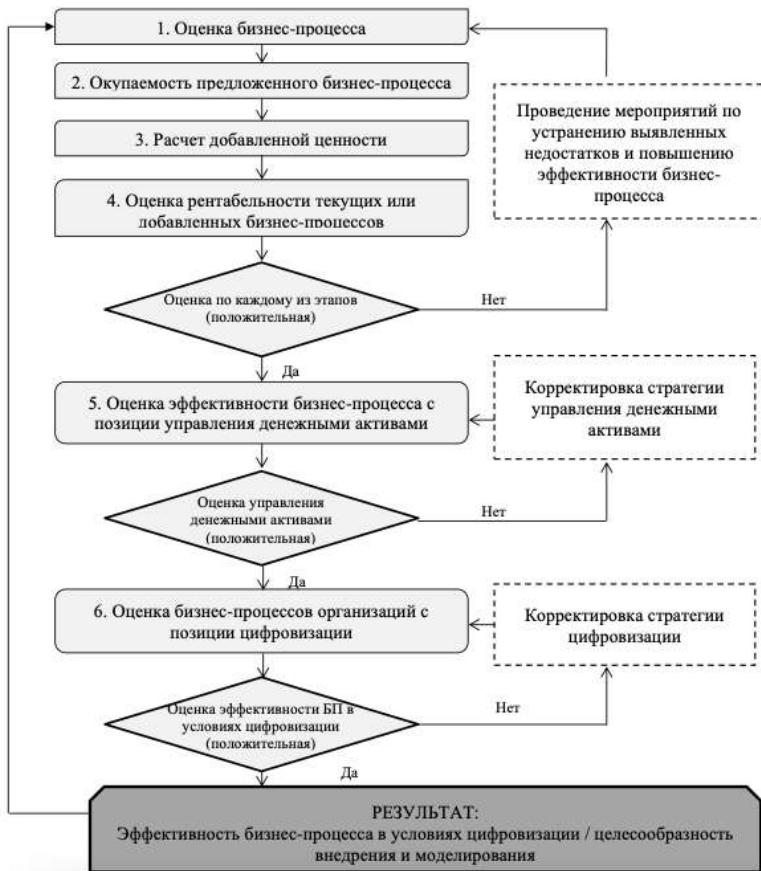 1. Оценка бизнес-процесса
2. Окупаемость предложенного бизнес-процесса
3. Расчет добавленной ценности
4. Оценка рентабельности текущих или
добавленных бизнес-процессов
Проведение мероприятий по
устранению выявленных
недостатков и повышению
эффективности бизнес-
процесса
Оценка по каждому из этапов
(положительная)
Нет
Да
5. Оценка эффективности бизнес-процесса с
позиции управления денежными активами
Корректировка стратегии
управления денежными
активами
Оценка управления
денежными активами
(положительная)
Нет
Да
6. Оценка бизнес-процессов организаций с
позиции цифровизации
Корректировка стратегии
цифровизации
Оценка эффективности БП в
условиях цифровизации
(положительная)
Нет
Да
РЕЗУЛЬТАТ:
Эффективность бизнес-процесса в условиях цифровизации / целесообразность
внедрения и моделирования